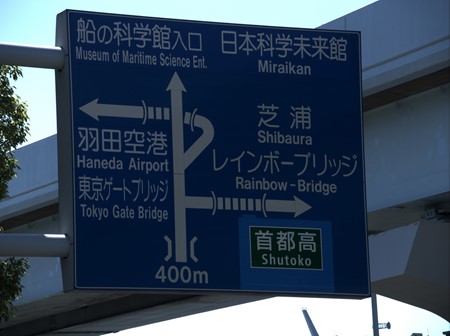 船の科学館入口
Museum of Maritime Science Ent.
日本科学未来館
Miraikan
羽田空港
Haneda Airport
東京ゲートブリッジ
Tokyo Gate Bridge
芝浦
Shibaura
レインボーブリッジ
Rainbow-Bridge
首都高
Shutoko
400m